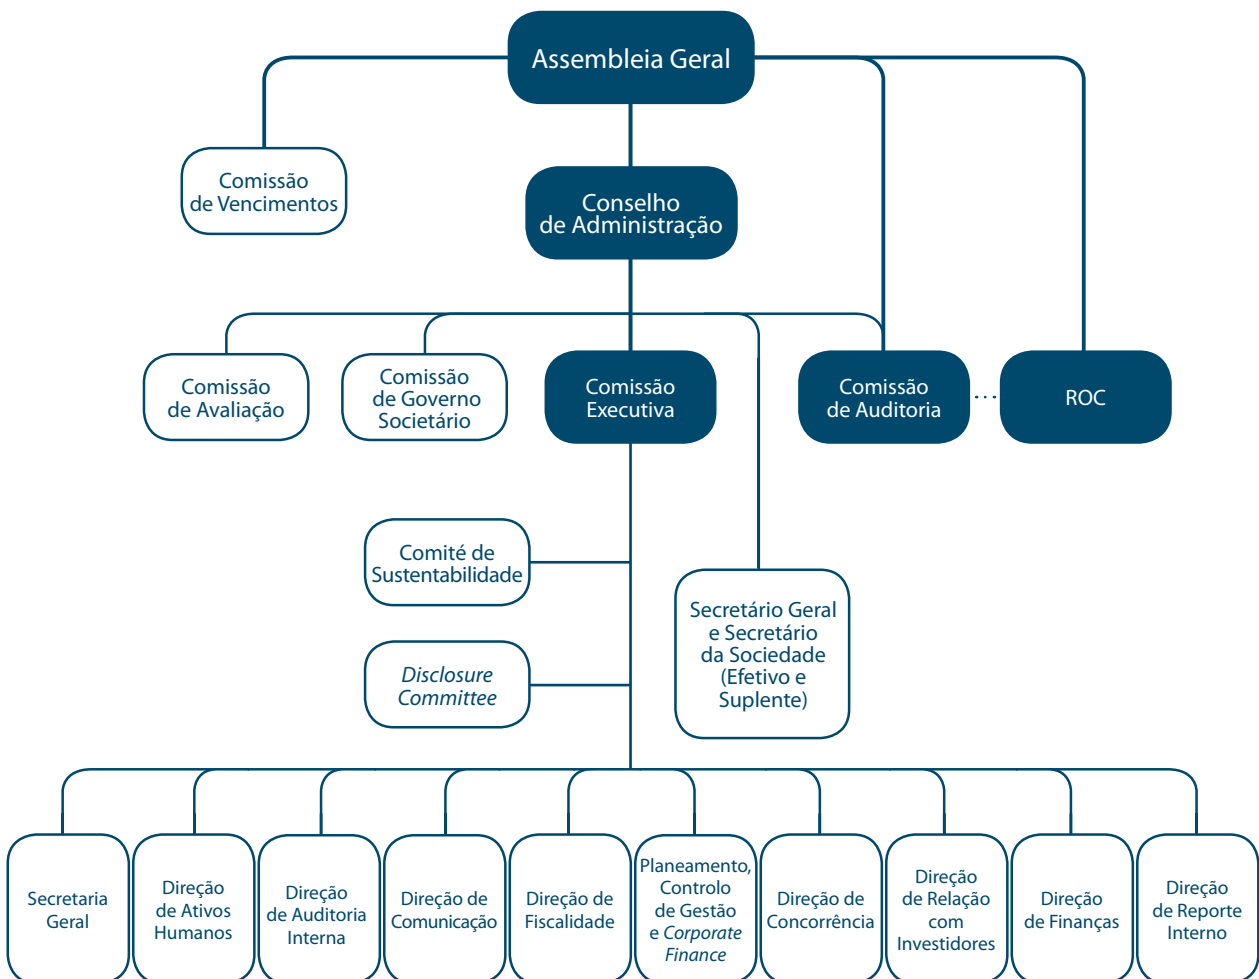 Assembleia Geral
Comissão
de Vencimentos
Conselho
de Administração
Comissão
de Avaliação
Comissão
de Governo
Societário
Comissão
Executiva
Comissão
de Auditoria
ROC
Comité de
Sustentabilidade
Disclosure
Committee
Secretário Geral
e Secretário
da Sociedade
(Efetivo e
Suplente)
Secretaria
Geral
Direção
de Ativos
Humanos
Direção
de Auditoria
Interna
Direção de
Comunicação
Direção de
Fiscalidade
Planeamento,
Controlo
de Gestão
e Corporate
Finance
Direção de
Concorrência
Direção
de Relação
com
Investidores
Direção
de Finanças
Direção
de Reporte
Interno